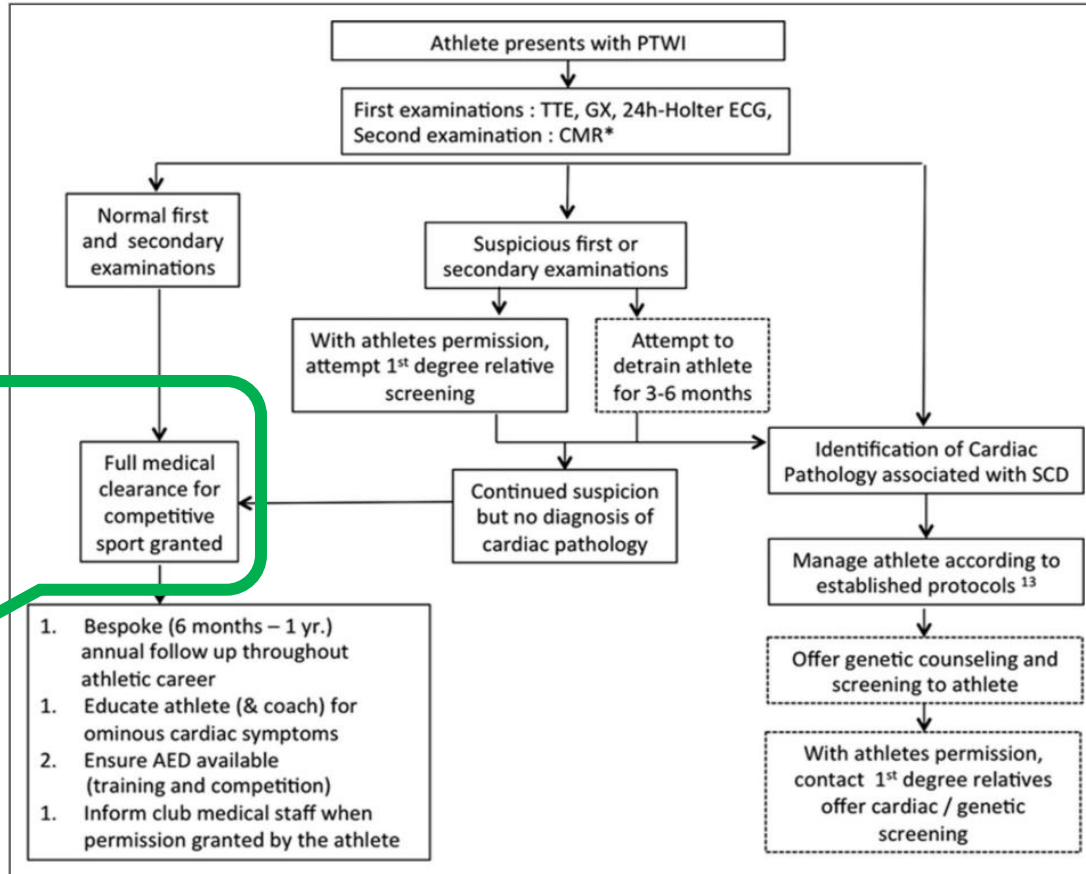 Athlete presents with PTWI
First examinations : TTE, GX, 24h-Holter ECG,
Second examination : CMR*
Normal first
and secondary
examinations
Suspicious first or
secondary examinations
With athletes permission,
attempt 1st degree relative
screening
Attempt to
detrain athlete
for 3-6 months
Full medical
clearance for
competitive
sport granted
Continued suspicion
but no diagnosis of
cardiac pathology
Identification of Cardiac
Pathology associated with SCD
Manage athlete according to
established protocols 13
1. Bespoke (6 months – 1 yr.)
annual follow up throughout
athletic career
1. Educate athlete (& coach) for
ominous cardiac symptoms
2. Ensure AED available
(training and competition)
1. Inform club medical staff when
permission granted by the athlete
Offer genetic counseling and
screening to athlete
With athletes permission,
contact 1st degree relatives
offer cardiac / genetic
screening